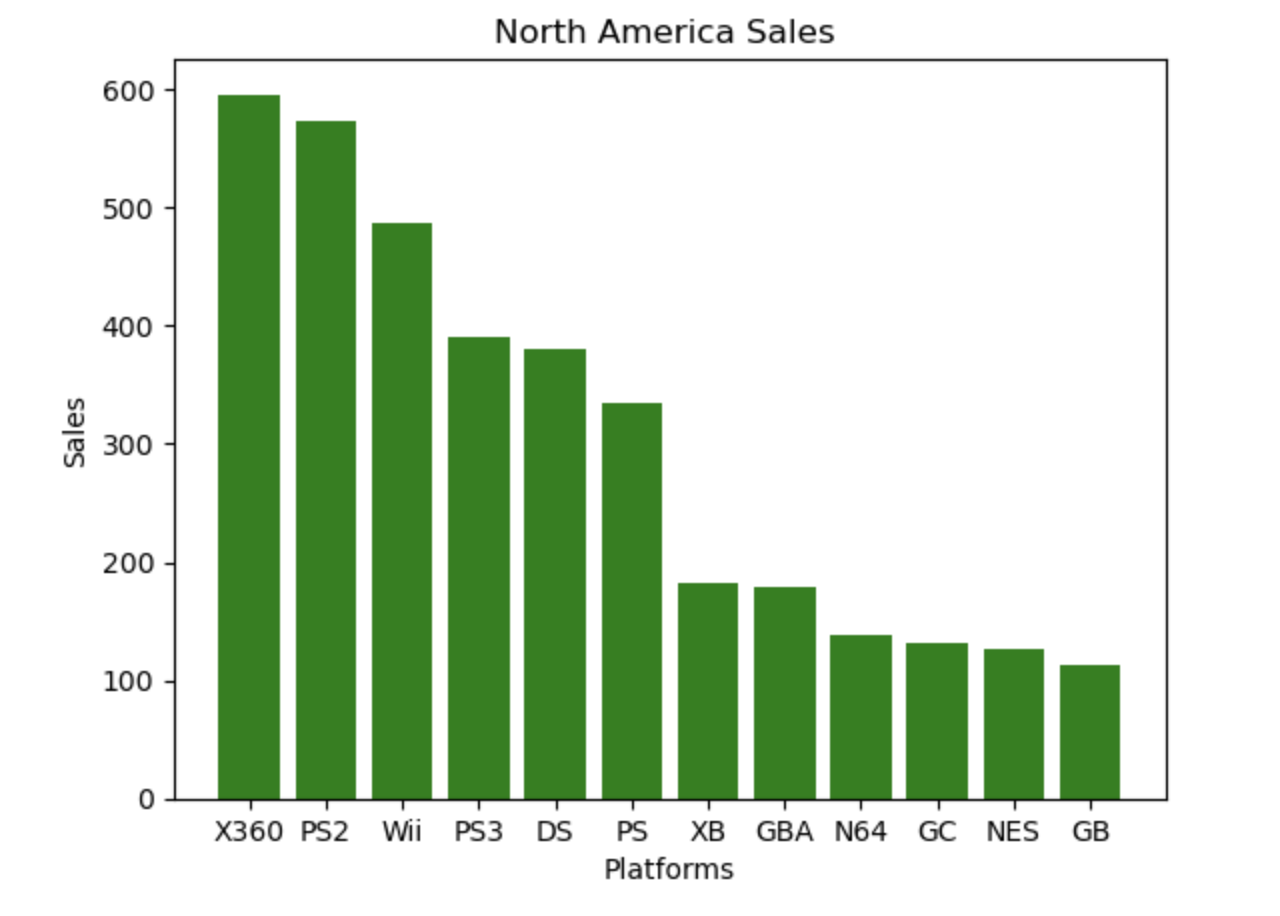 North America Sales
600
500
400
300
200
100
0
Sales
X360 PS2 Wii PS3 DS PS XB GBA N64 GC NES GB
Platforms